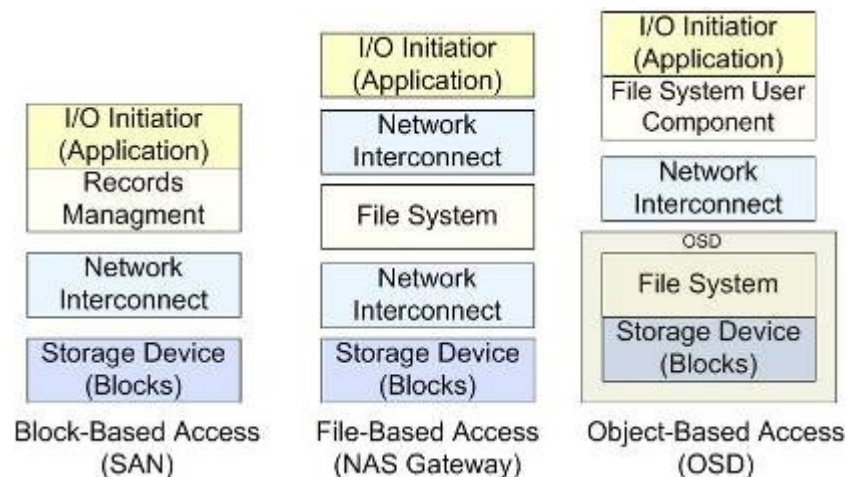 I/O Initiatior
(Application)
Records
Managment
Network
Interconnect
Storage Device
(Blocks)
Block-Based Access
(SAN)
I/O Initiatior
(Application)
Network
Interconnect
File System
Network
Interconnect
Storage Device
(Blocks)
File-Based Access
(NAS Gateway)
I/O Initiatior
(Application)
File System User
Component
Network
Interconnect
OSD
File System
Storage Device
(Blocks)
Object-Based Access
(OSD)